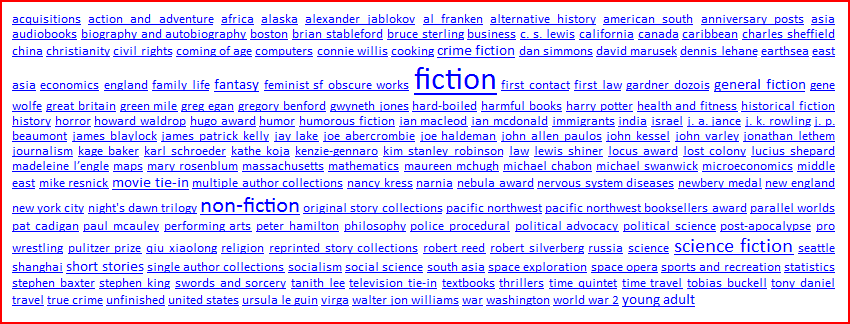 acquisitions action and adventure africa alaska alexander jablokov al franken alternative history american south anniversary posts asia
audiobooks biography and autobiography boston brian stableford bruce sterling business c. s. lewis california canada caribbean charles sheffield
china christianity civil rights coming of age computers connie willis cooking crime fiction dan simmons david marusek dennis lehane earthsea east
asia economics england family life fantasy feminist sf obscure works fiction first contact first law gardner dozois general fiction gene
wolfe great britain green mile greg egan gregory benford gwyneth jones hard-boiled harmful books harry potter health and fitness historical fiction
history horror howard waldrop hugo award humor humorous fiction ian macleod ian mcdonald immigrants india israel j. a. jance j. k. rowling j. p.
beaumont james blaylock james patrick kelly jay lake joe abercrombie joe haldeman john allen paulos john kessel john varley jonathan lethem
journalism kage baker karl schroeder kathe koja kenzie-gennaro kim stanley robinson law lewis shiner locus award lost colony lucius shepard
madeleine l'engle maps mary rosenblum massachusetts mathematics maureen mchugh michael chabon michael swanwick microeconomics middle
east mike resnick movie tie-in multiple author collections nancy kress narnia nebula award nervous system diseases newbery medal new england
new york city night's dawn trilogy non-fiction original story collections pacific northwest pacific northwest booksellers award parallel worlds
pat cadigan paul mcauley performing arts peter hamilton philosophy police procedural political advocacy political science post-apocalypse pro
wrestling pulitzer prize qiu xiaolong religion reprinted story collections robert reed robert silverberg russia science science fiction seattle
shanghai short stories single author collections socialism social science south asia space exploration space opera sports and recreation statistics
stephen baxter stephen king swords and sorcery tanith lee television tie-in textbooks thrillers time quintet time travel tobias buckell tony daniel
travel true crime unfinished united states ursula le guin virga walter jon williams war washington world war 2 young adult